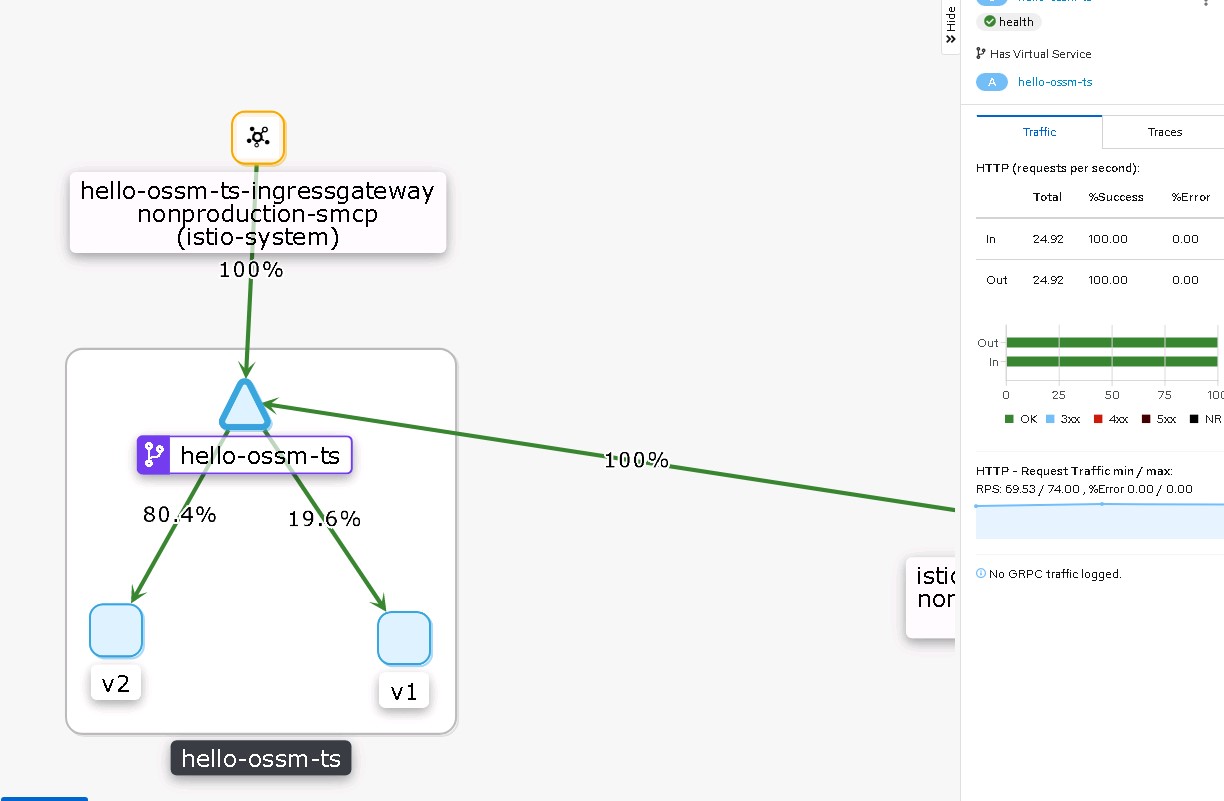 hello-ossm-ts-ingressgateway
nonproduction-smcp
(istio-system)
100%
hello-ossm-ts
80.4%
19.6%
v2
v1
hello-ossm-ts
100%
Hide
hello-ossm-ts
health
Has Virtual Service
A hello-ossm-ts
Traffic Traces
HTTP (requests per second):
Total %Success %Error
In 24.92 100.00 0.00
Out 24.92 100.00 0.00
Out
In
0 25 50 75 100
OK 3xx 4xx 5xx NR
HTTP - Request Traffic min / max:
RPS: 69.53 / 74.00 , %Error 0.00 / 0.00
No GRPC traffic logged.